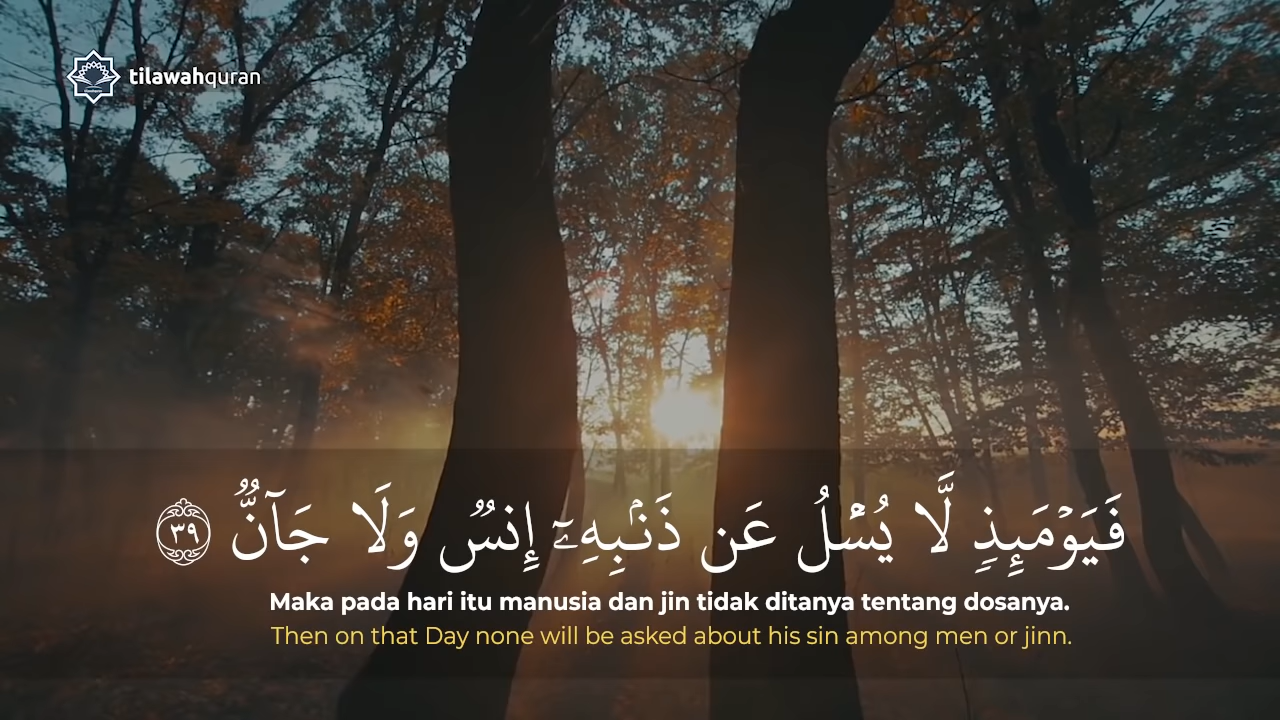 tilawahquran
فَيَوْمَئِذٍ لَّا يُسْـَٔلُ عَن ذَنۢبِهِۦٓ إِنسٌ وَلَا جَآنٌّ ٣٩
Maka pada hari itu manusia dan jin tidak ditanya tentang dosanya.
Then on that Day none will be asked about his sin among men or jinn.